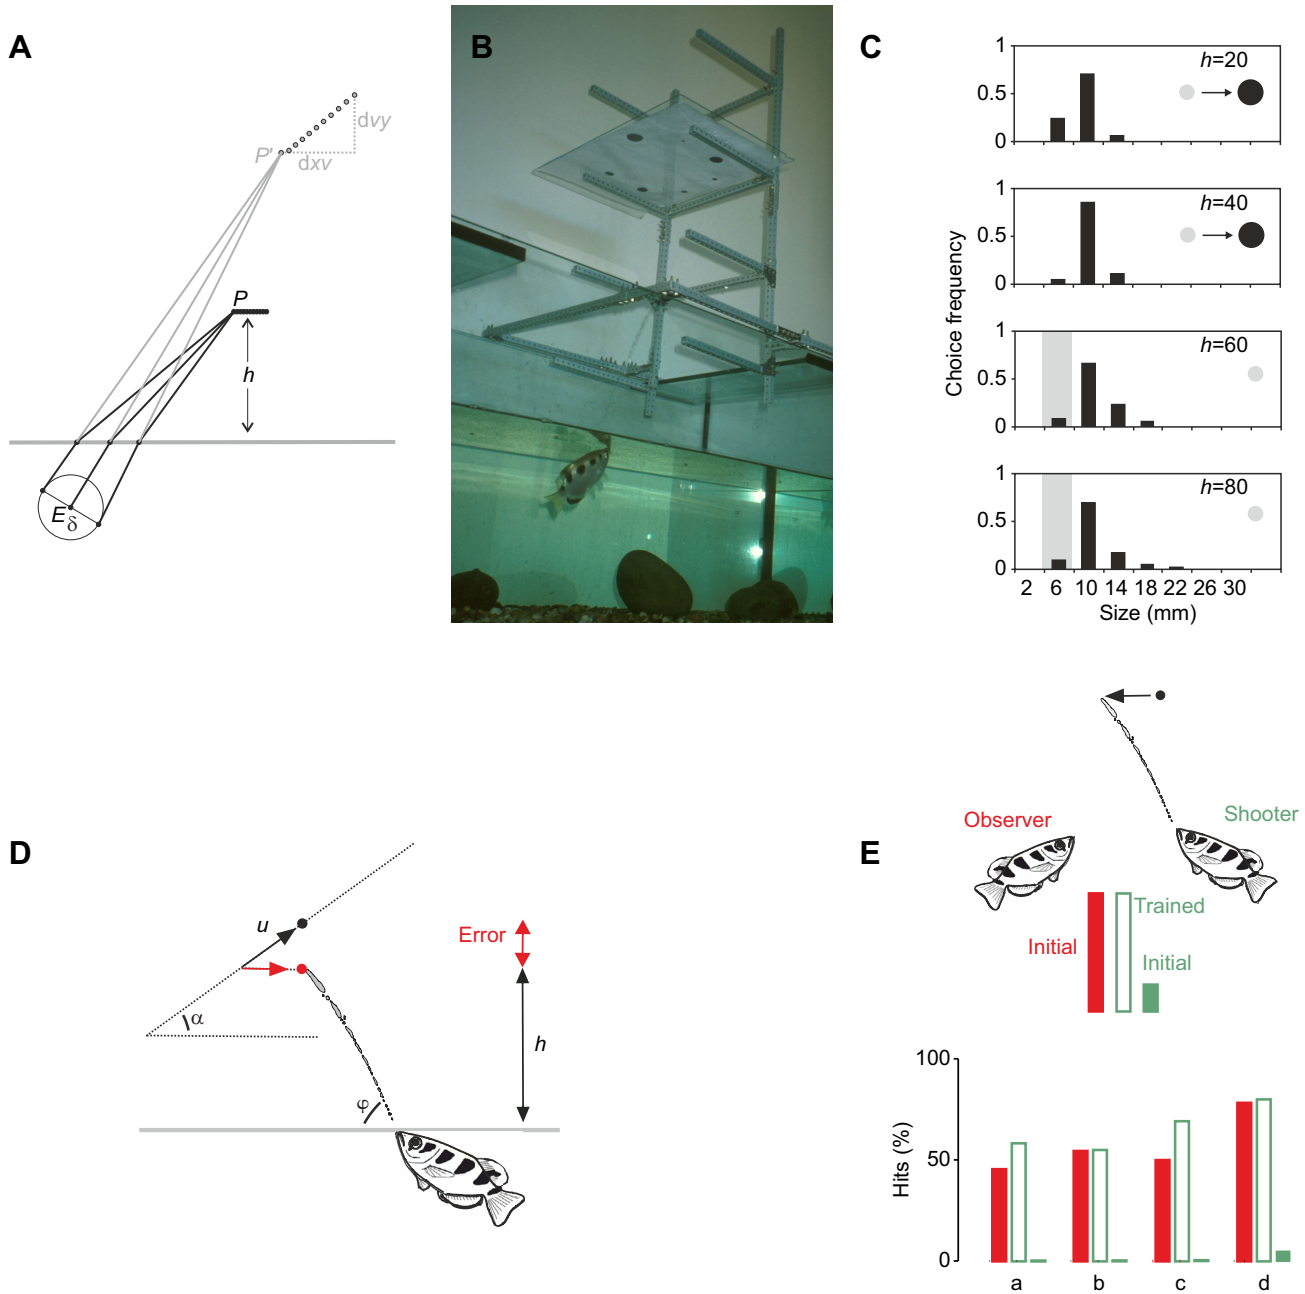 A
dvy
P'
dxv
P
h
E
δ
B
C
Choice frequency
1
0.5
0
h=20
1
0.5
0
h=40
1
0.5
0
h=60
1
0.5
0
h=80
2 6 10 14 18 22 26 30
Size (mm)
D
u
α
φ
Error
h
E
Observer
Shooter
Initial
Trained
Initial
Hits (%)
100
50
0
a b c d